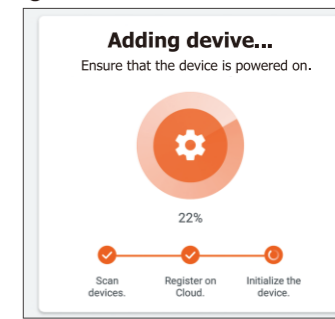 Adding devive...
Ensure that the device is powered on.
22%
Scan
devices.
Register on
Cloud.
Initialize the
device.